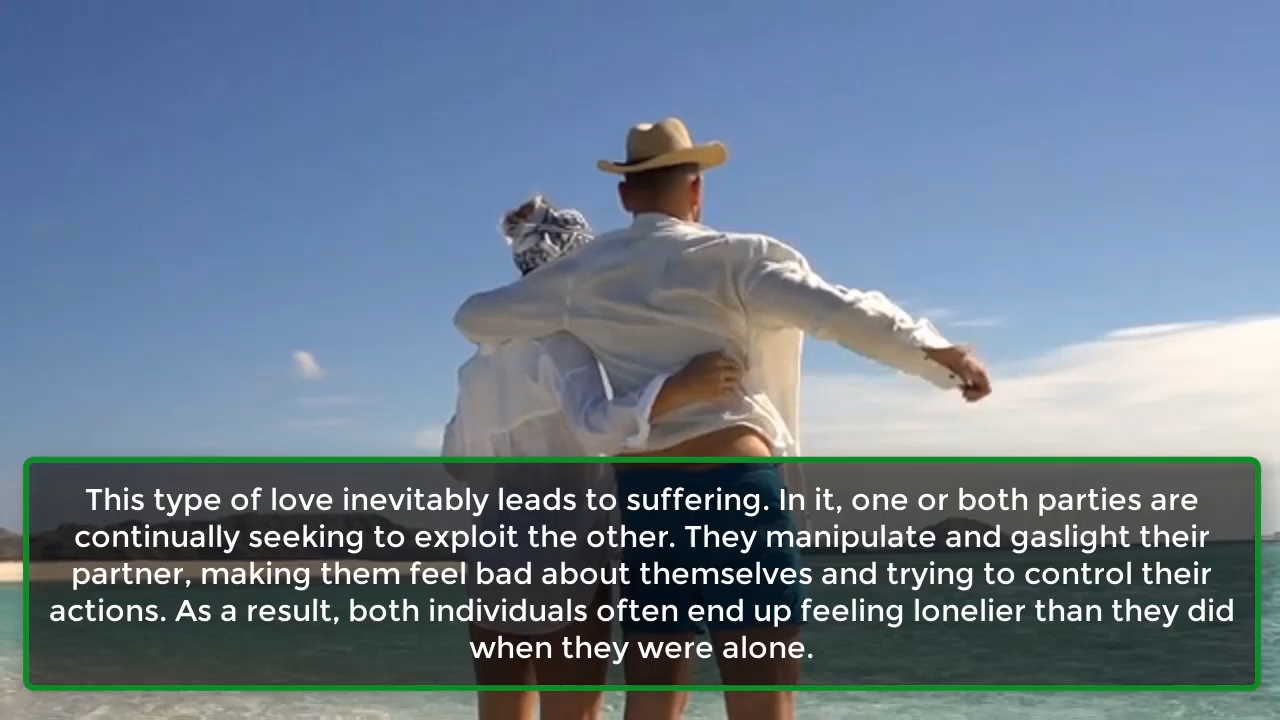 This type of love inevitably leads to suffering. In it, one or both parties are
continually seeking to exploit the other. They manipulate and gaslight their
partner, making them feel bad about themselves and trying to control their
actions. As a result, both individuals often end up feeling lonelier than they did
when they were alone.